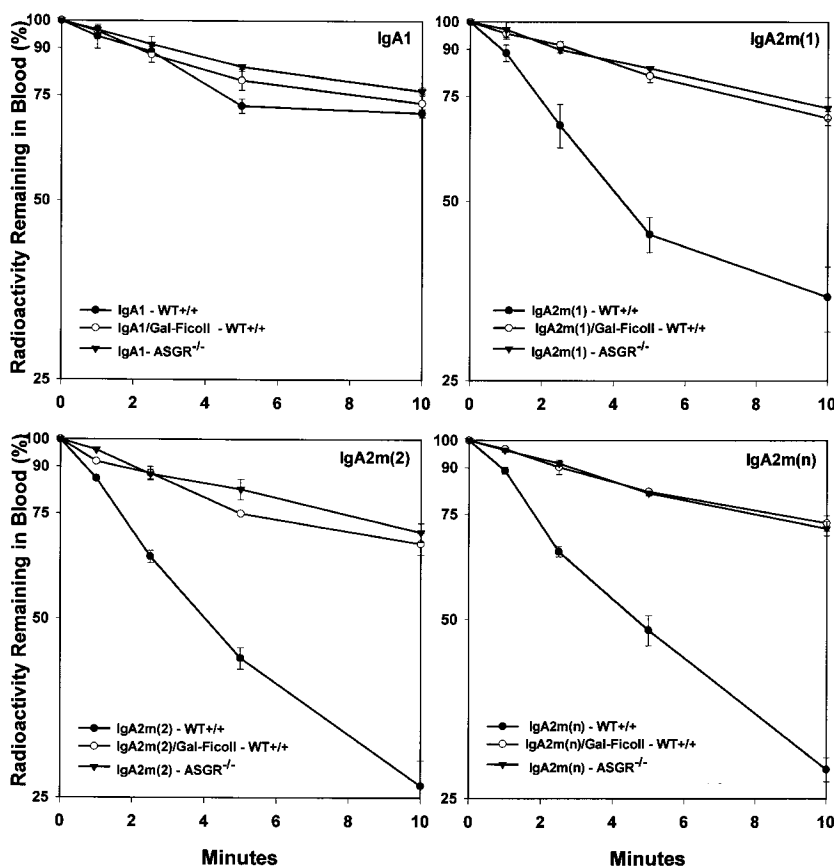 Radioactivity Remaining in Blood (%)
100
90
75
50
25
IgA1
IgA1 - WT+/+
IgA1/Gal-Ficoll - WT+/+
IgA1- ASGR-/-
0 2 4 6 8 10
100
90
75
50
25
IgA2m(1)
IgA2m(1) - WT+/+
IgA2m(1)/Gal-Ficoll - WT+/+
IgA2m(1) - ASGR-/-
0 2 4 6 8 10
Radioactivity Remaining in Blood (%)
100
90
75
50
25
IgA2m(2)
IgA2m(2) - WT+/+
IgA2m(2)/Gal-Ficoll - WT+/+
IgA2m(2) - ASGR-/-
0 2 4 6 8 10
Minutes
100
90
75
50
25
IgA2m(n)
IgA2m(n) - WT+/+
IgA2m(n)/Gal-Ficoll - WT+/+
IgA2m(n) - ASGR-/-
0 2 4 6 8 10
Minutes